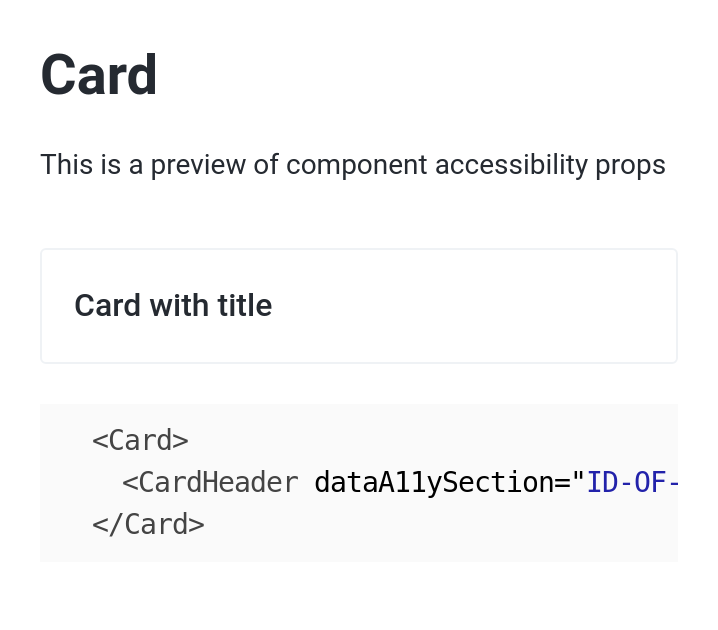 Card
This is a preview of component accessibility props
Card with title
<Card>
<CardHeader dataA11ySection="ID-OF-
</Card>